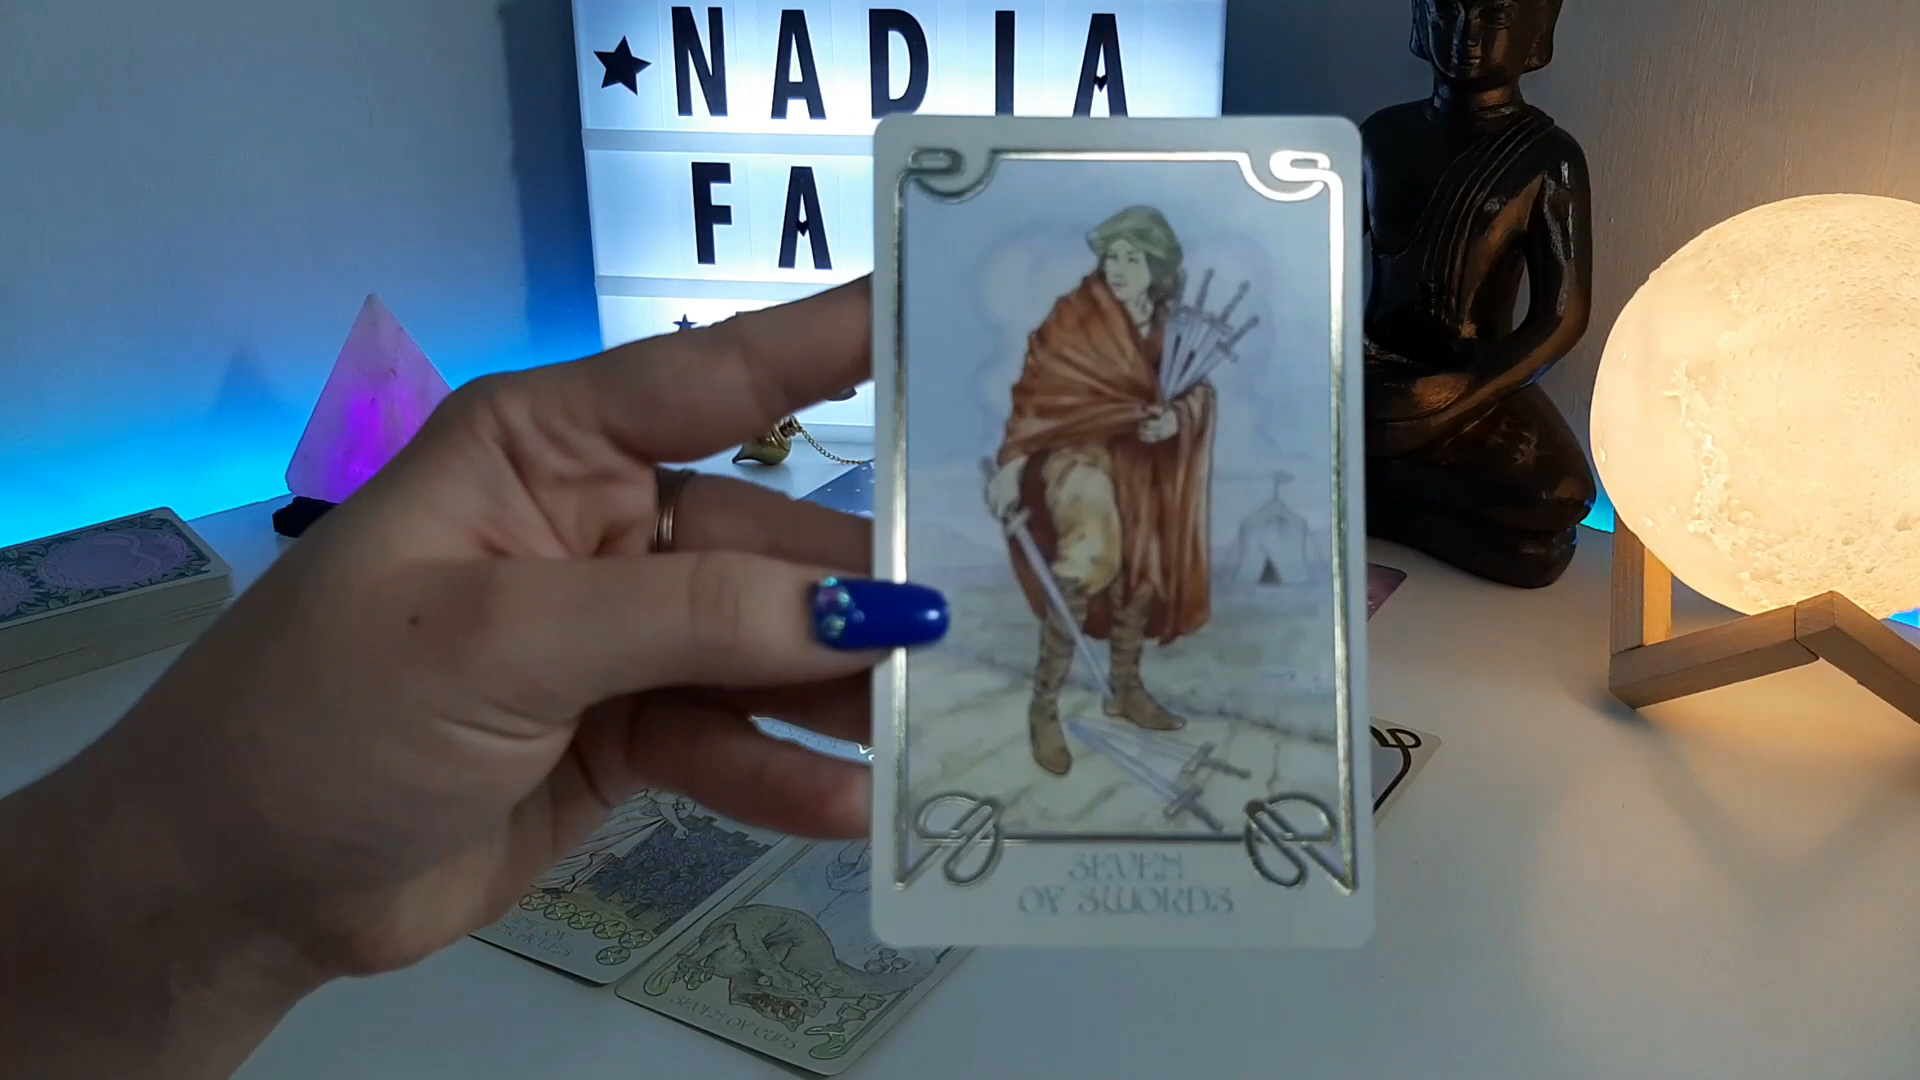 ★ NADIA
FA
SEVEN
OF SWORDS
SEVEN OF CUPS